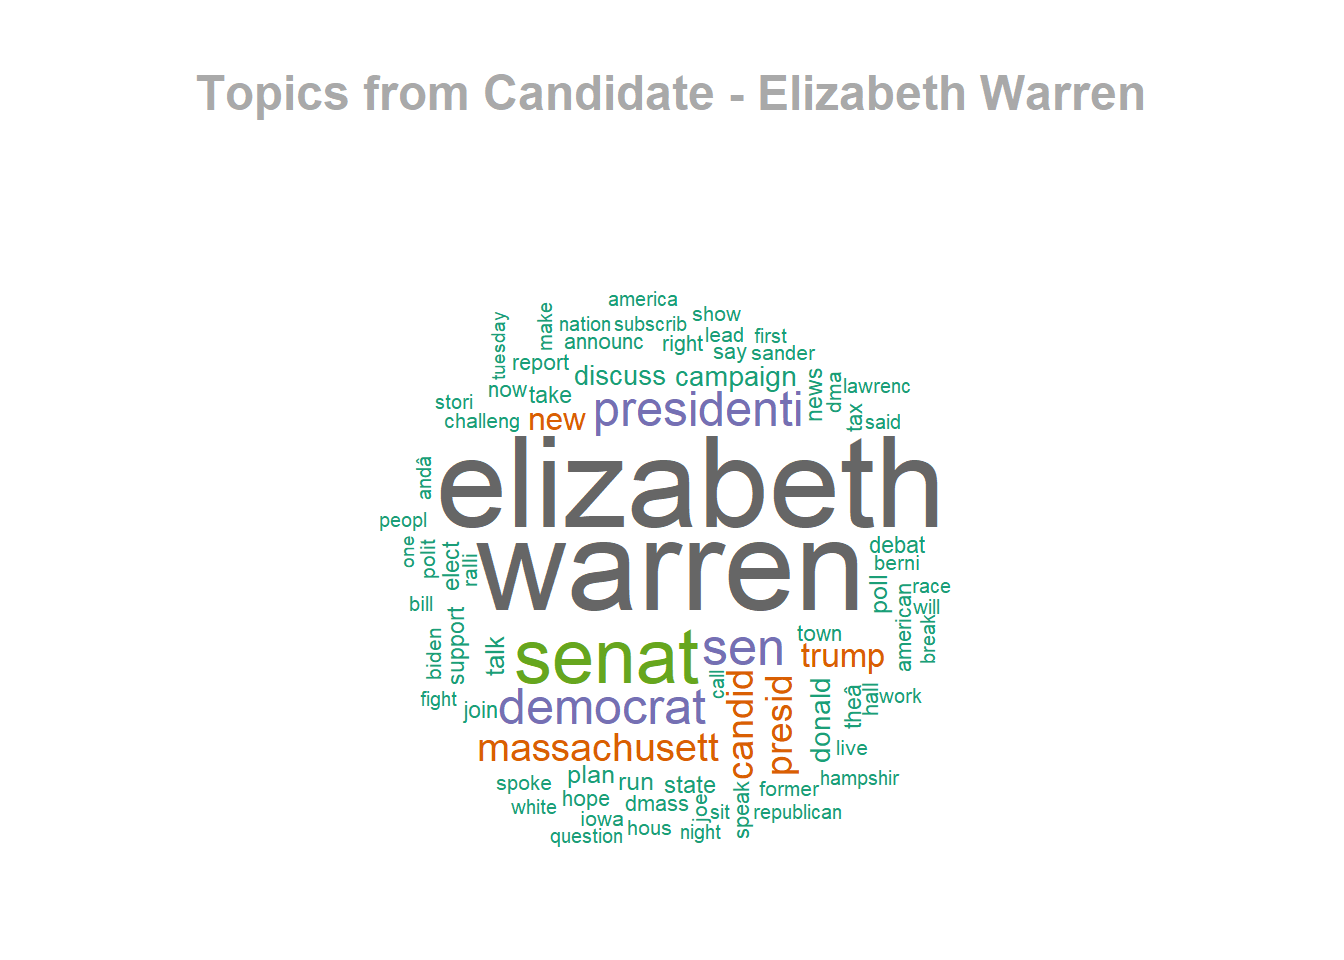 Topics from Candidate - Elizabeth Warren
america
make
nation
subscrib
show
tuesday
announc
right
lead
first
say
sander
report
discuss
campaign
news
dma
lawrenc
now
take
stori
challeng
new
presidenti
tax
said
andâ
elizabeth
peopl
one
polit
elect
ralli
warren
debat
berni
poll
race
bill
american
will
break
biden
support
talk
senat
sen
town
trump
call
candid
presid
donald
theâ
hall
work
fight
join
democrat
massachusett
live
spoke
plan
run
state
former
hampshir
white
hope
dmass
joe
sit
speak
republican
iowa
question
hous
night